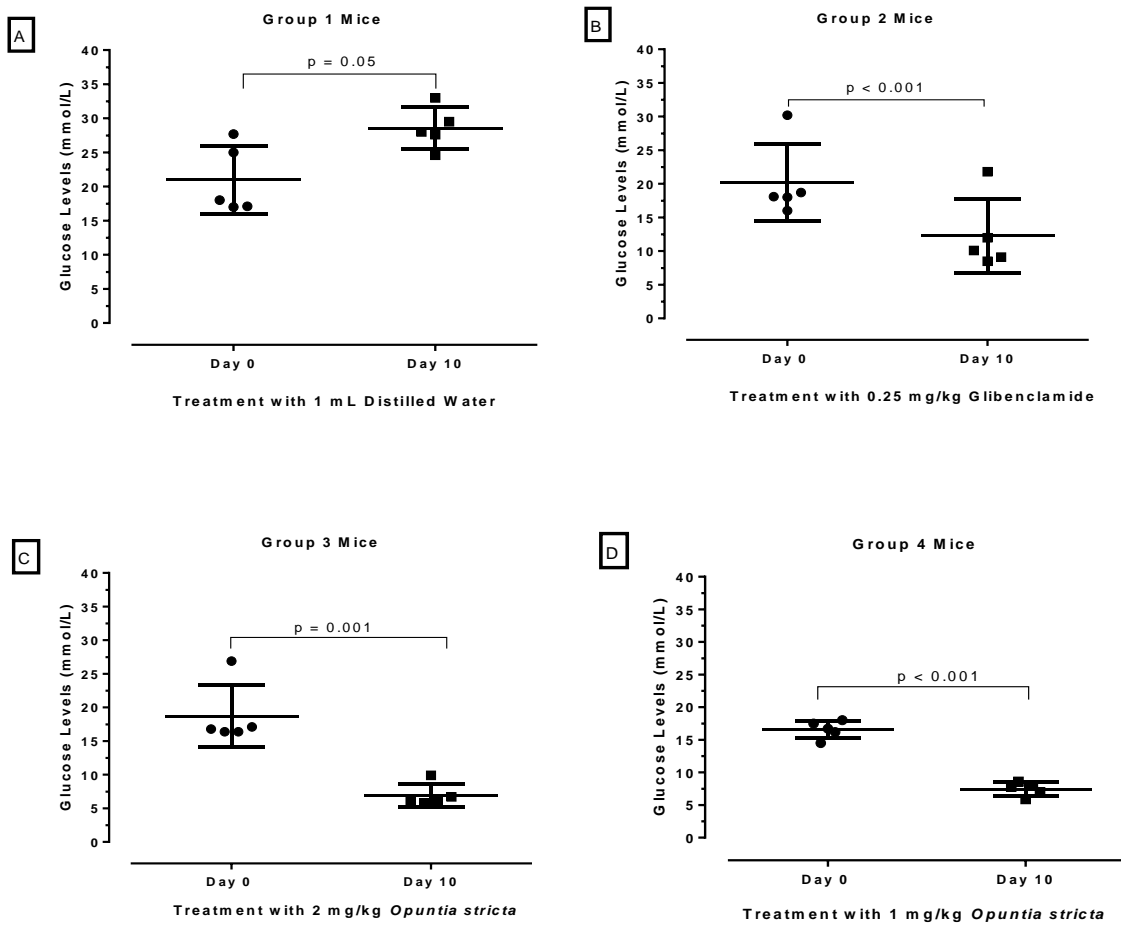 A
Group 1 Mice
p = 0.05
Glucose Levels (mmol/L)
40
35
30
25
20
15
10
5
0
Day 0
Day 10
Treatment with 1 mL Distilled Water
B
Group 2 Mice
p < 0.001
Glucose Levels (mmol/L)
40
35
30
25
20
15
10
5
0
Day 0
Day 10
Treatment with 0.25 mg/kg Glibenclamide
C
Group 3 Mice
p = 0.001
Glucose Levels (mmol/L)
40
35
30
25
20
15
10
5
0
Day 0
Day 10
Treatment with 2 mg/kg Opuntia stricta
D
Group 4 Mice
p < 0.001
Glucose Levels (mmol/L)
40
35
30
25
20
15
10
5
0
Day 0
Day 10
Treatment with 1 mg/kg Opuntia stricta